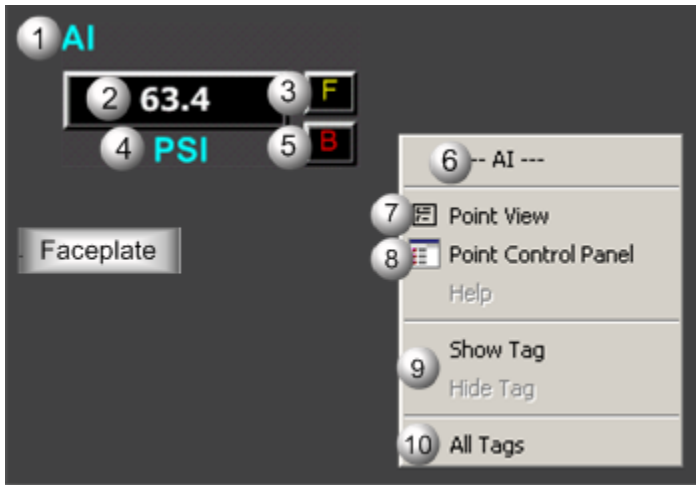 1 AI
2 63.4 3 F
4 PSI 5 B
6 -- AI ---
7 Point View
8 Point Control Panel
Help
9 Show Tag
Hide Tag
10 All Tags
Faceplate